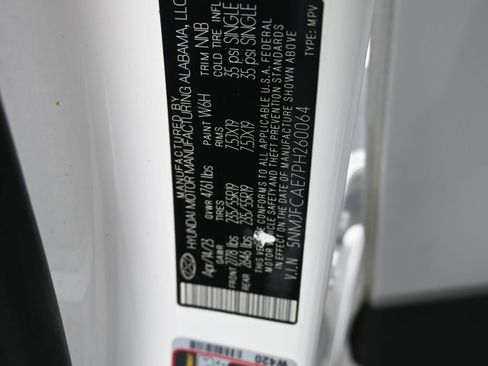 MANUFACTURED BY
HYUNDAI MOTOR MANUFACTURING ALABAMA, LLC
Apr/14/23 GVWR 4761 lbs PAINT W6H TRIM NNB
GAWR TIRES RIMS COLD TIRE INFL
FRONT 2778 lbs 235/55R19 7.5JX19 35 psi SINGLE
REAR 2646 lbs 235/55R19 7.5JX19 35 psi SINGLE
THIS VEHICLE CONFORMS TO ALL APPLICABLE U.S.A. FEDERAL
MOTOR VEHICLE SAFETY AND THEFT PREVENTION STANDARDS
IN EFFECT ON THE DATE OF MANUFACTURE SHOWN ABOVE
V.I.N 5NMJFCAE7PH260064 TYPE: MPV
W420